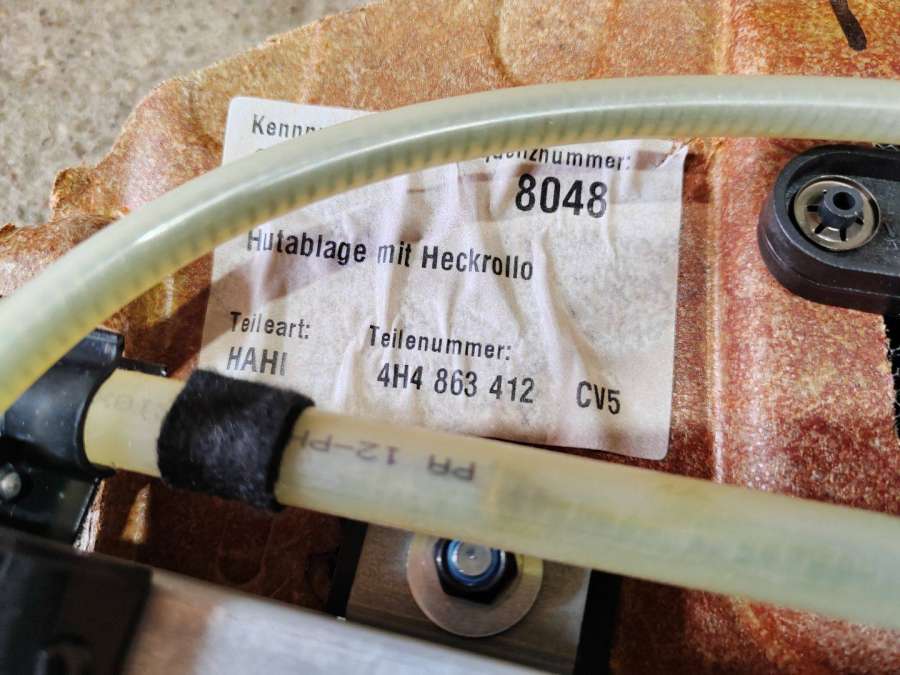 8048
Hutablage mit Heckrollo
Teileart: Teilenummer:
HAHI 4H4 863 412 CV5
PA 12-PH